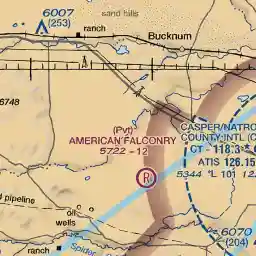 6007
(253)
sand hills
ranch
Bucknum
6748
(Pvt)
AMERICAN FALCONRY
5722 - 12
CASPER/NATRO
COUNTY INTL (C
CT - 118.3
ATIS 126.15
5344 *L 101 12
R
d pipeline
oil
wells
ranch
Spider
6070
(204)